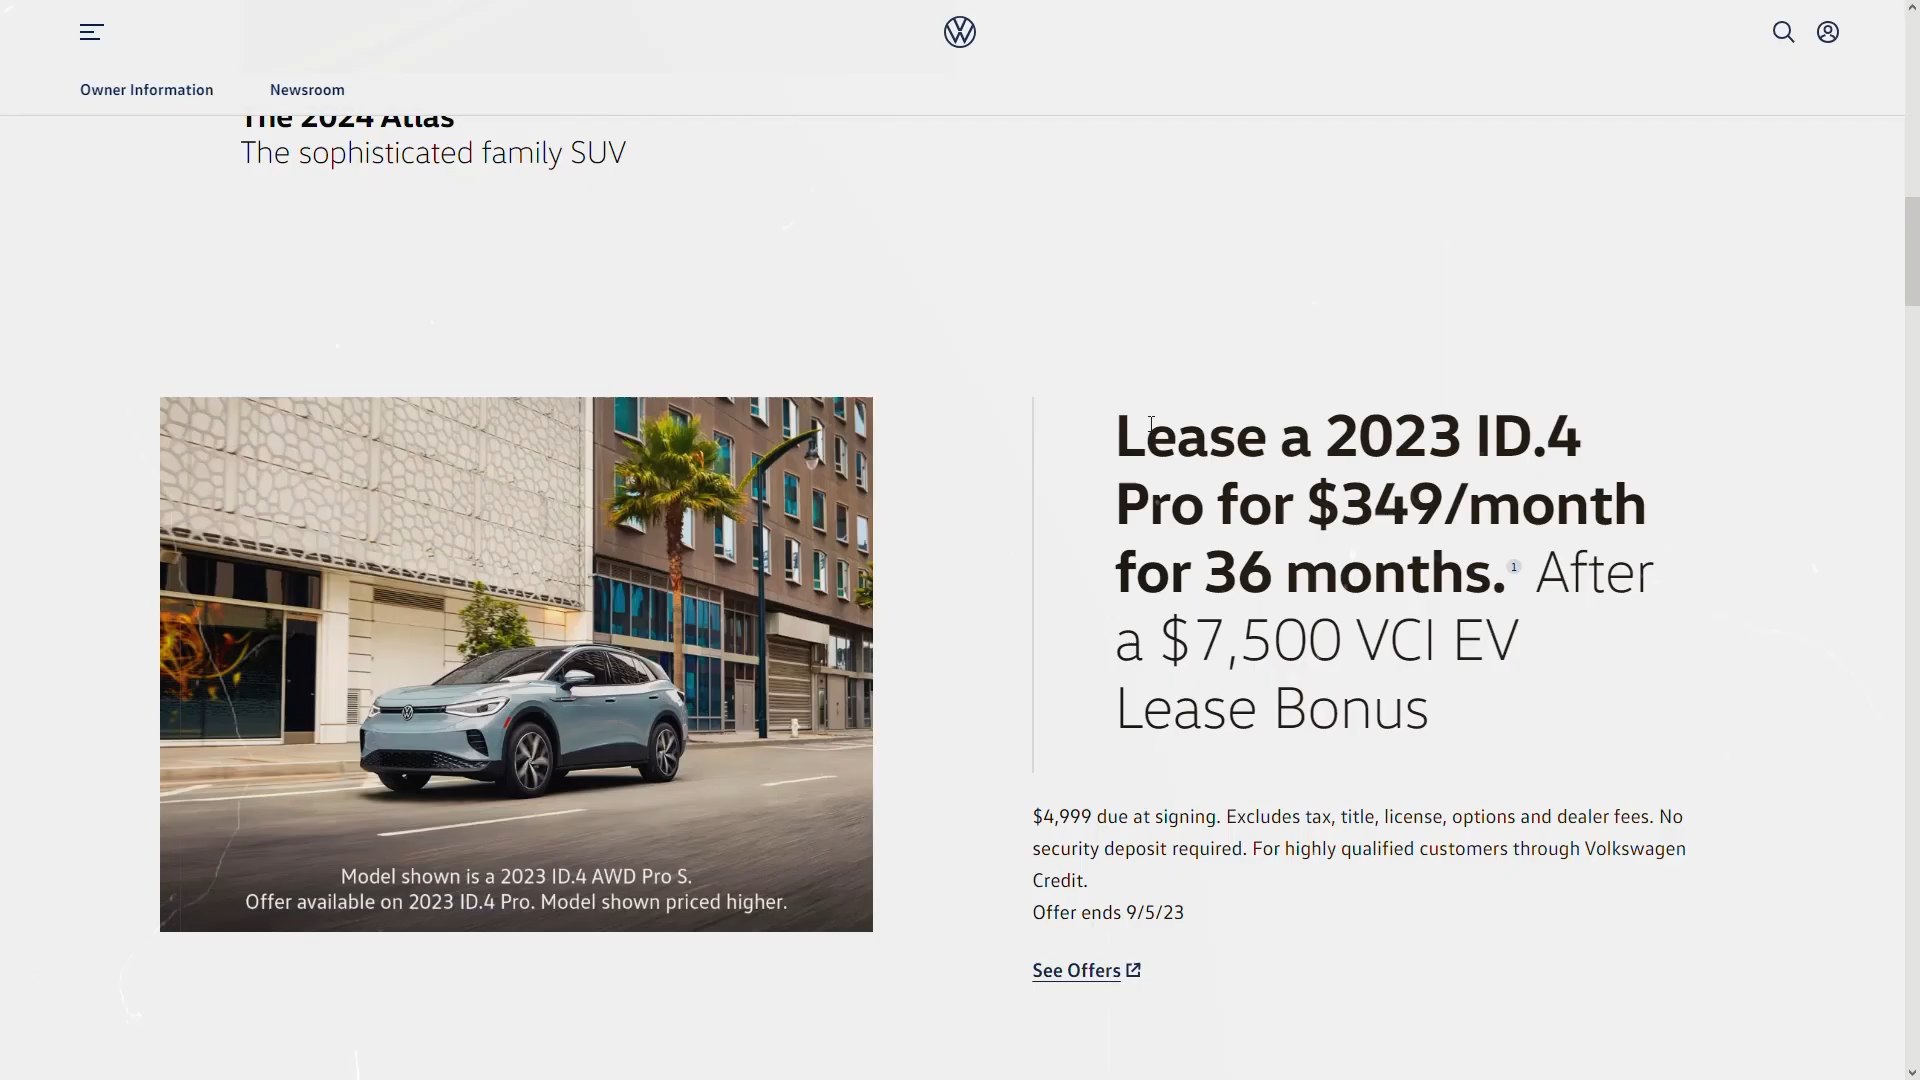 Owner Information
Newsroom
The 2024 Atlas
The sophisticated family SUV
Model shown is a 2023 ID.4 AWD Pro S.
Offer available on 2023 ID.4 Pro. Model shown priced higher.
Lease a 2023 ID.4
Pro for $349/month
for 36 months.1 After
a $7,500 VCI EV
Lease Bonus
$4,999 due at signing. Excludes tax, title, license, options and dealer fees. No
security deposit required. For highly qualified customers through Volkswagen
Credit.
Offer ends 9/5/23
See Offers